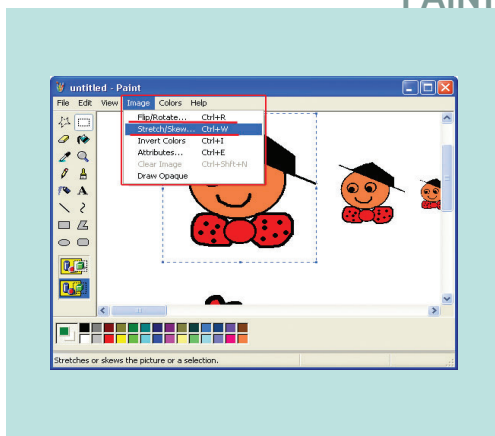 PAINT
untitled - Paint
File Edit View Image Colors Help
Flip/Rotate... Ctrl+R
Stretch/Skew... Ctrl+W
Invert Colors Ctrl+I
Attributes... Ctrl+E
Clear Image Ctrl+Shft+N
Draw Opaque
A
Stretches or skews the picture or a selection.